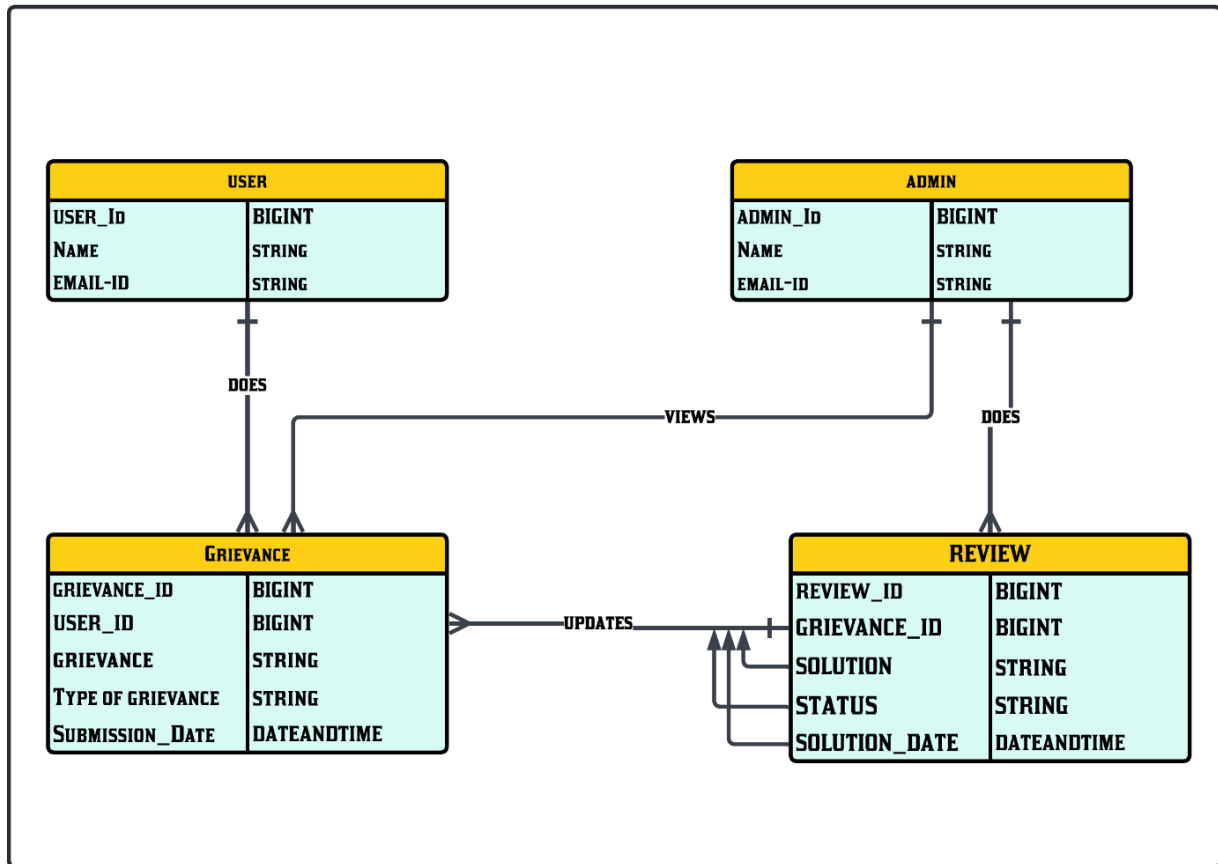 USER
USER_ID BIGINT
NAME STRING
EMAIL-ID STRING
ADMIN
ADMIN_ID BIGINT
NAME STRING
EMAIL-ID STRING
DOES
VIEWS
DOES
GRIEVANCE
GRIEVANCE_ID BIGINT
USER_ID BIGINT
GRIEVANCE STRING
TYPE OF GRIEVANCE STRING
SUBMISSION_DATE DATEANDTIME
UPDATES
REVIEW
REVIEW_ID BIGINT
GRIEVANCE_ID BIGINT
SOLUTION STRING
STATUS STRING
SOLUTION_DATE DATEANDTIME